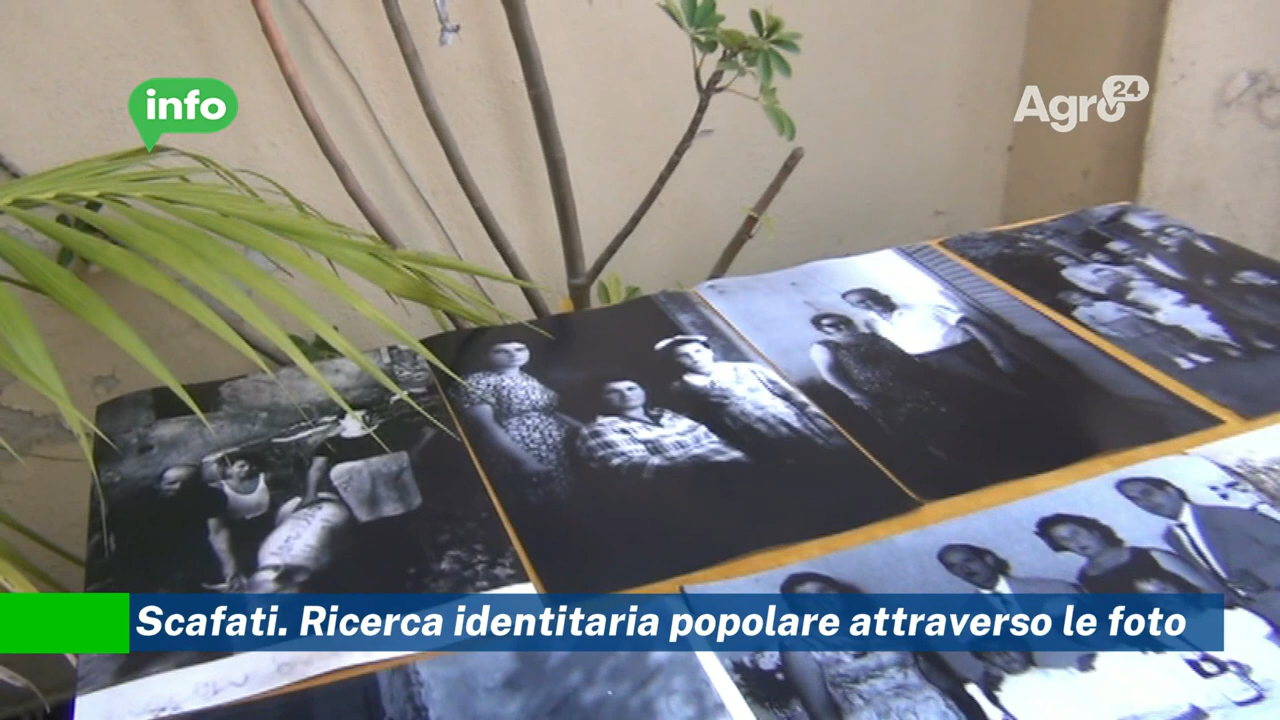 info
Agro24
Scafati. Ricerca identitaria popolare attraverso le foto